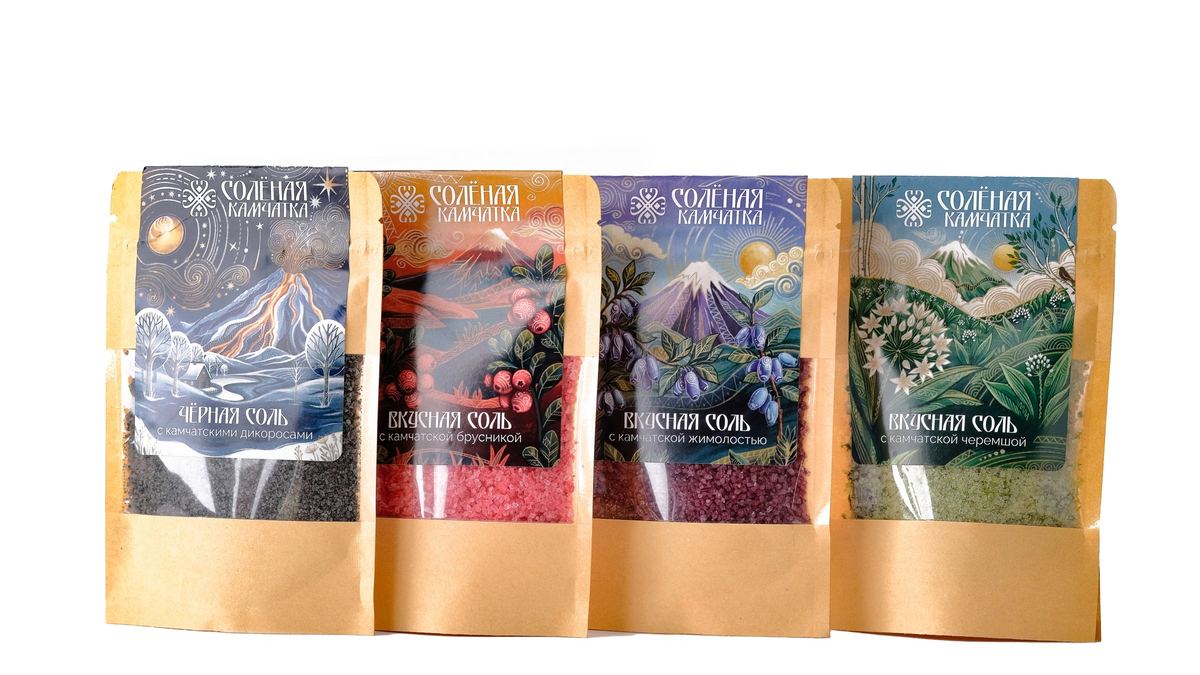 СОЛЁНАЯ
КАМЧАТКА
ЧЁРНАЯ СОЛЬ
с камчатскими дикоросами
СОЛЁНАЯ
КАМЧАТКА
ВКУСНАЯ СОЛЬ
с камчатской брусникой
СОЛЁНАЯ
КАМЧАТКА
ВКУСНАЯ СОЛЬ
с камчатской жимолостью
СОЛЁНАЯ
КАМЧАТКА
ВКУСНАЯ СОЛЬ
с камчатской черемшой